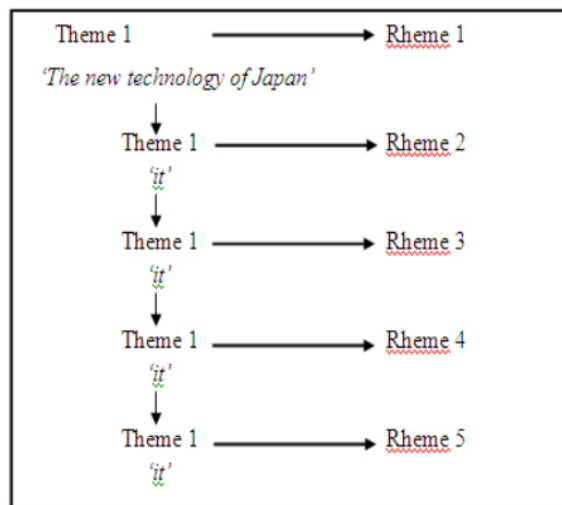 Theme 1 Rheme 1
‘The new technology of Japan’
Theme 1 Rheme 2
‘it’
Theme 1 Rheme 3
‘it’
Theme 1 Rheme 4
‘it’
Theme 1 Rheme 5
‘it’